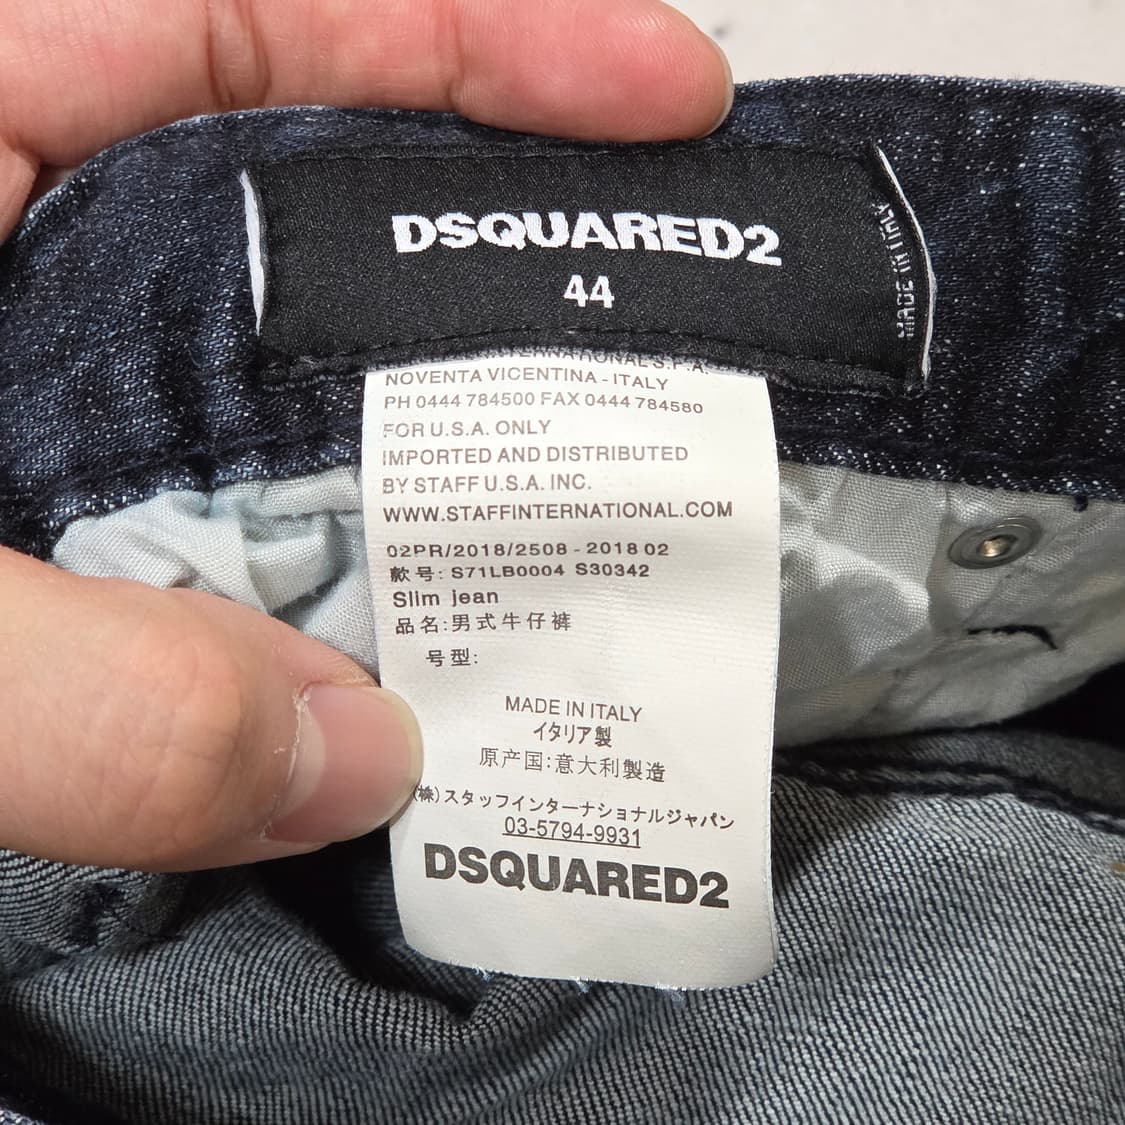 DSQUARED2
44
MADE IN ITALY
INTERNATIONAL S.P.A.
NOVENTA VICENTINA - ITALY
PH 0444 784500 FAX 0444 784580
FOR U.S.A. ONLY
IMPORTED AND DISTRIBUTED
BY STAFF U.S.A. INC.
WWW.STAFFINTERNATIONAL.COM
02PR/2018/2508 - 2018 02
款号: S71LB0004 S30342
Slim jean
品名:男式牛仔裤
号型:
MADE IN ITALY
イタリア製
原产国:意大利製造
(株)スタッフインターナショナルジャパン
03-5794-9931
DSQUARED2